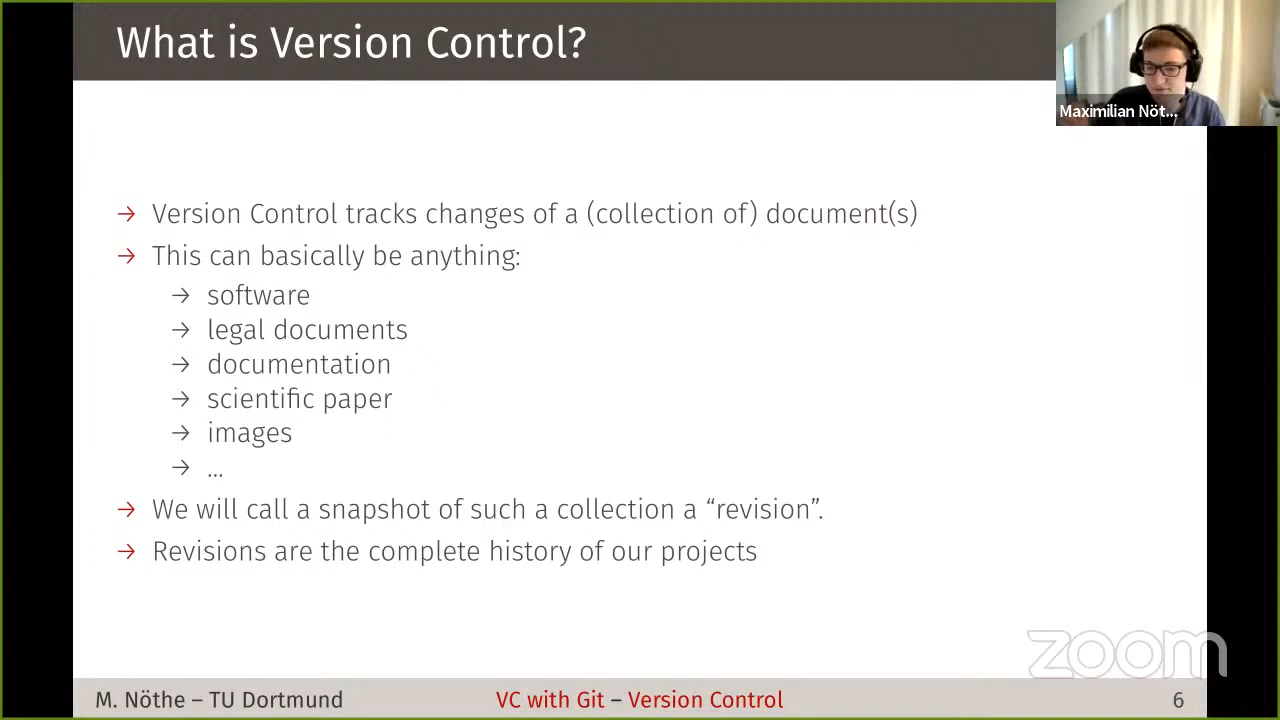 What is Version Control?
Maximilian Nöt...
→ Version Control tracks changes of a (collection of) document(s)
→ This can basically be anything:
→ software
→ legal documents
→ documentation
→ scientific paper
→ images
→ ...
→ We will call a snapshot of such a collection a “revision”.
→ Revisions are the complete history of our projects
zoom
M. Nöthe – TU Dortmund VC with Git – Version Control 6